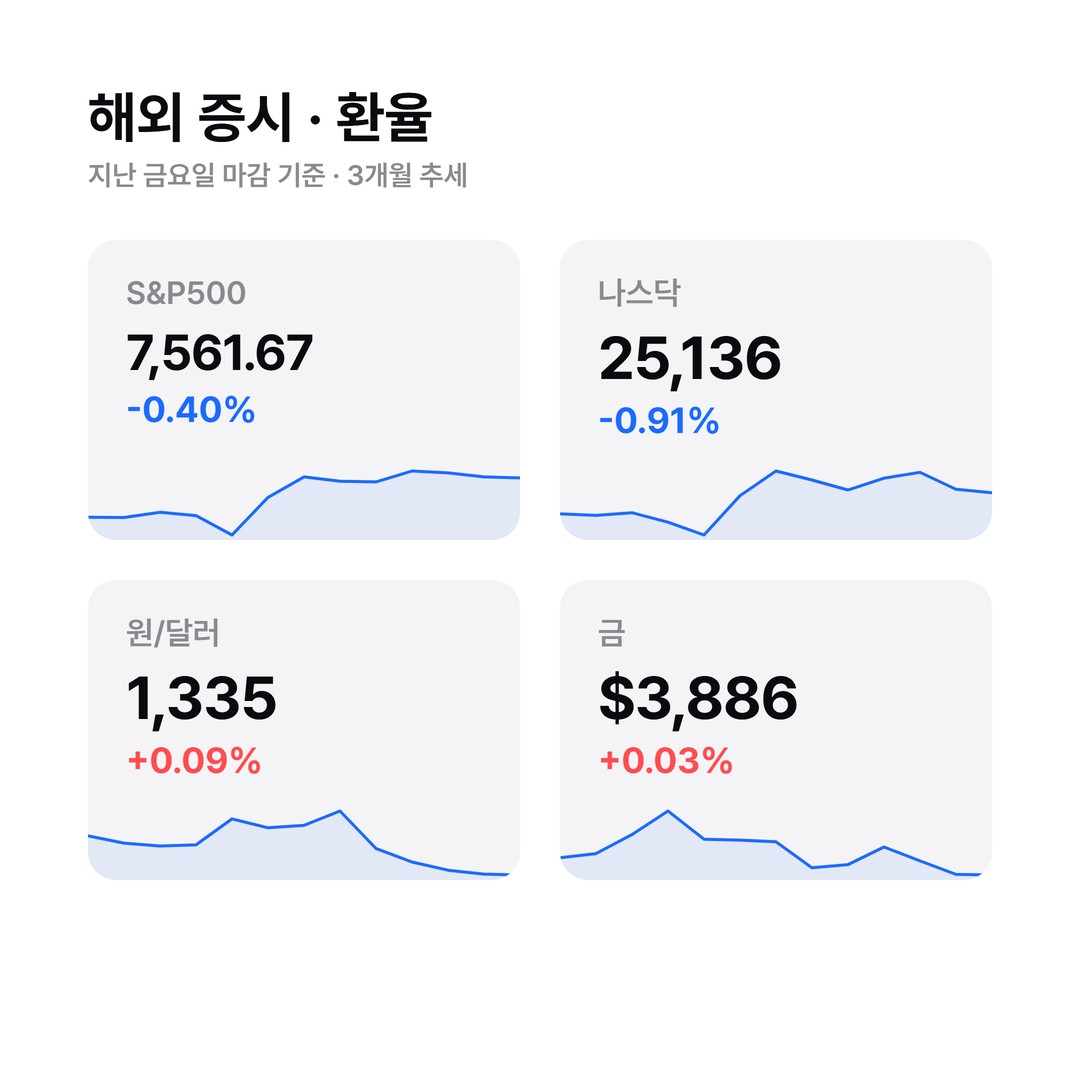 해외 증시 · 환율
지난 금요일 마감 기준 · 3개월 추세
S&P500
7,561.67
-0.40%
나스닥
25,136
-0.91%
원/달러
1,335
+0.09%
금
$3,886
+0.03%